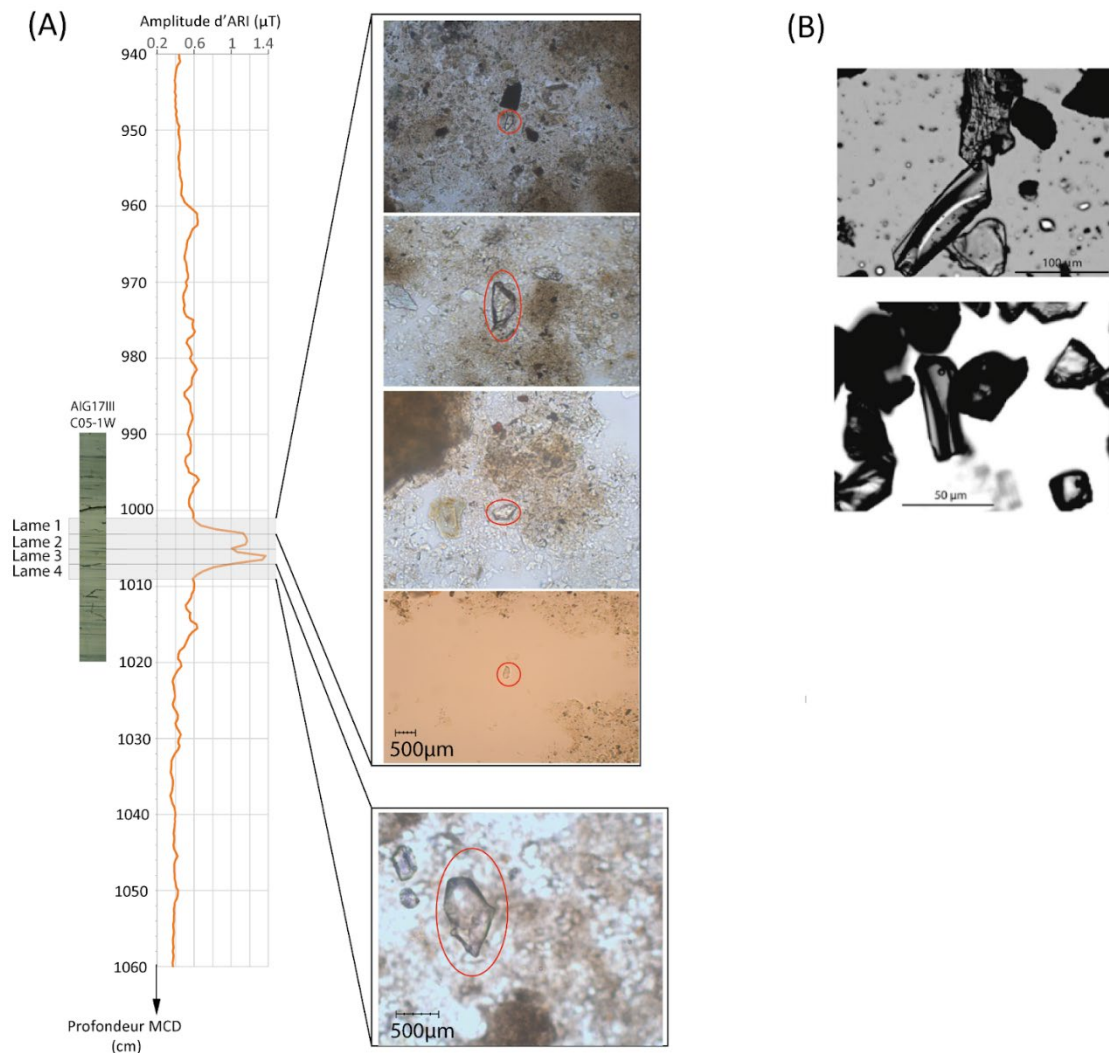 (A)
Amplitude d’ARI (µT)
0.2 0.6 1 1.4
940
950
960
970
980
990
1000
1010
1020
1030
1040
1050
1060
AIG17III
C05-1W
Lame 1
Lame 2
Lame 3
Lame 4
Profondeur MCD
(cm)
500µm
500µm
(B)
100 µm
50 µm